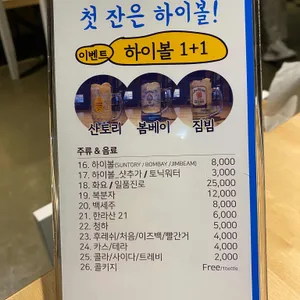 첫 잔은 하이볼!
이벤트 하이볼 1+1
산토리 봄베이 짐빔
주류 & 음료
16. 하이볼(SUNTORY / BOMBAY / JIMBEAM) 8,000
17. 하이볼_샷추가 / 토닉워터 3,000
18. 화요 / 일품진로 25,000
19. 복분자 12,000
20. 백세주 8,000
21. 한라산 21 6,000
22. 청하 5,000
23. 후레쉬/처음/이즈백/빨간거 4,000
24. 카스/테라 4,000
25. 콜라/사이다/트레비 2,000
26. 콜키지 Free/1bottle